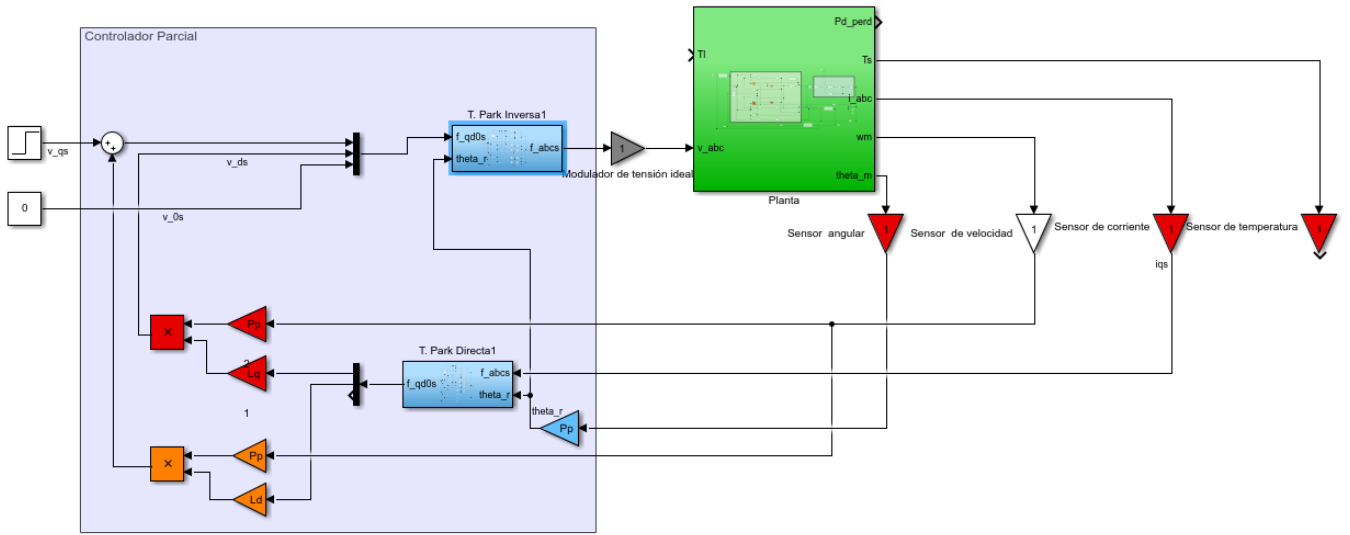 Controlador Parcial
Pd_perd
Tl
Ts
i_abc
wm
theta_m
v_abc
Planta
T. Park Inversa1
f_qd0s
theta_r
f_abcs
1
Modulador de tensión ideal
v_qs
v_ds
0
v_0s
Sensor angular
1
Sensor de velocidad
1
Sensor de corriente
1
Sensor de temperatura
1
iqs
×
Pp
2
Lq
T. Park Directa1
f_qd0s
f_abcs
theta_r
1
theta_r
Pp
×
Pp
Ld